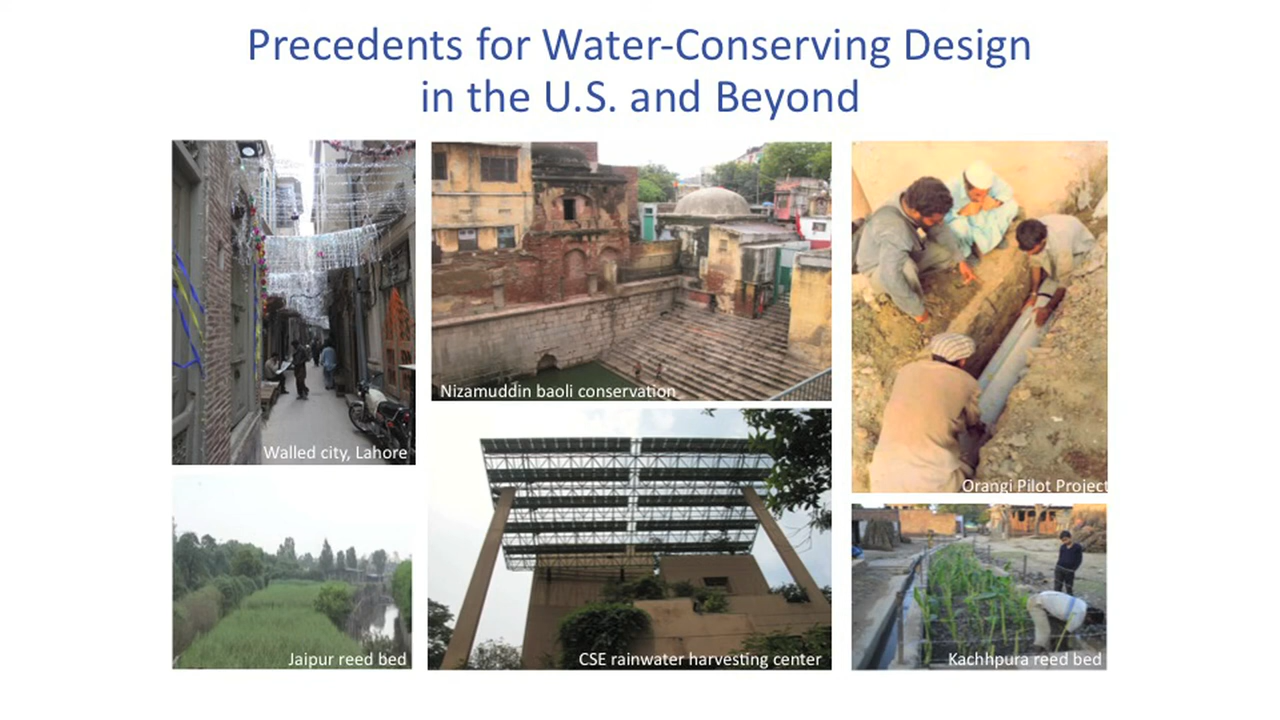 Precedents for Water-Conserving Design
in the U.S. and Beyond
Walled city, Lahore
Nizamuddin baoli conservation
Orangi Pilot Project
Jaipur reed bed
CSE rainwater harvesting center
Kachhpura reed bed